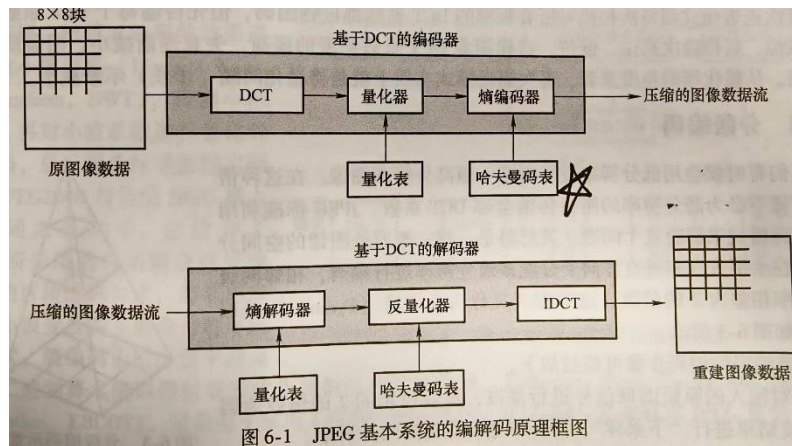 8×8块
基于DCT的编码器
DCT
量化器
熵编码器
压缩的图像数据流
原图像数据
量化表
哈夫曼码表
基于DCT的解码器
压缩的图像数据流
熵解码器
反量化器
IDCT
量化表
哈夫曼码表
重建图像数据
图 6-1 JPEG 基本系统的编解码原理框图